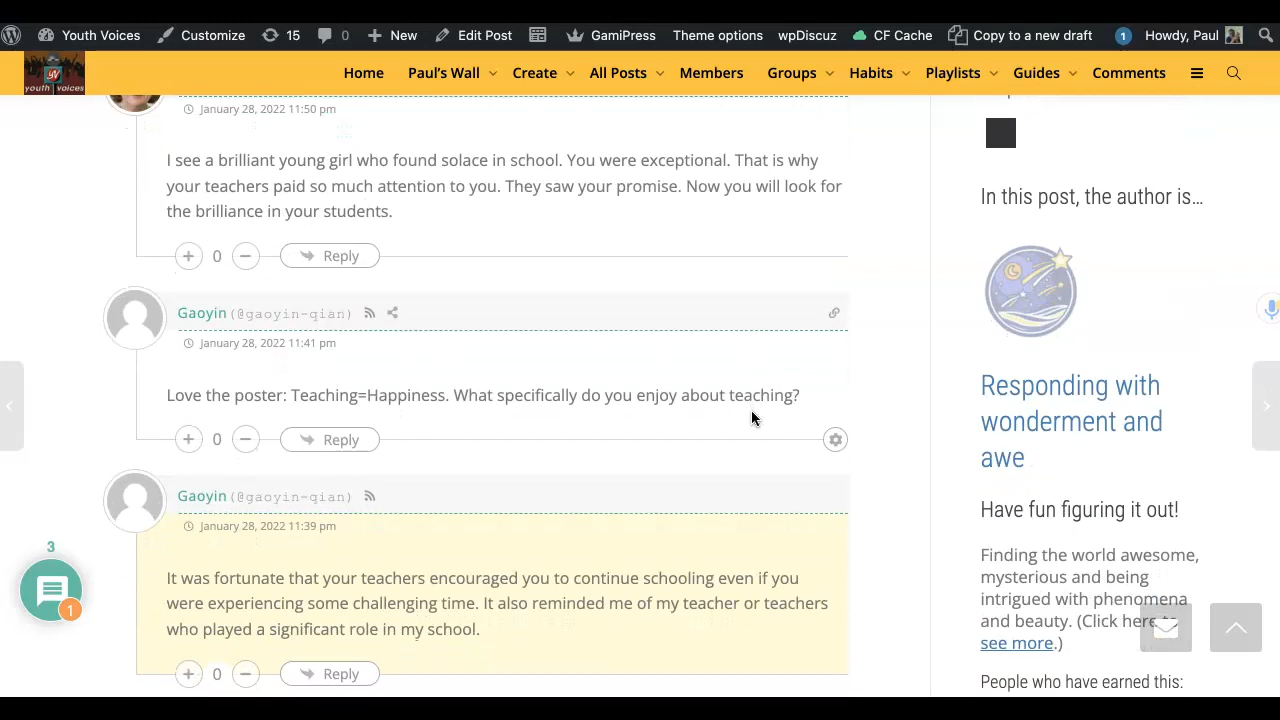 Youth Voices Customize 15 0 New Edit Post GamiPress Theme options wpDiscuz CF Cache Copy to a new draft 1 Howdy, Paul
youth voices Home Paul's Wall Create All Posts Members Groups Habits Playlists Guides Comments
January 28, 2022 11:50 pm
I see a brilliant young girl who found solace in school. You were exceptional. That is why
your teachers paid so much attention to you. They saw your promise. Now you will look for
the brilliance in your students.
0 Reply
Gaoyin (@gaoyin-qian)
January 28, 2022 11:41 pm
Love the poster: Teaching=Happiness. What specifically do you enjoy about teaching?
0 Reply
Gaoyin (@gaoyin-qian)
January 28, 2022 11:39 pm
It was fortunate that your teachers encouraged you to continue schooling even if you
were experiencing some challenging time. It also reminded me of my teacher or teachers
who played a significant role in my school.
0 Reply
3
1
In this post, the author is…
Responding with
wonderment and
awe
Have fun figuring it out!
Finding the world awesome,
mysterious and being
intrigued with phenomena
and beauty. (Click here to
see more.)
People who have earned this: